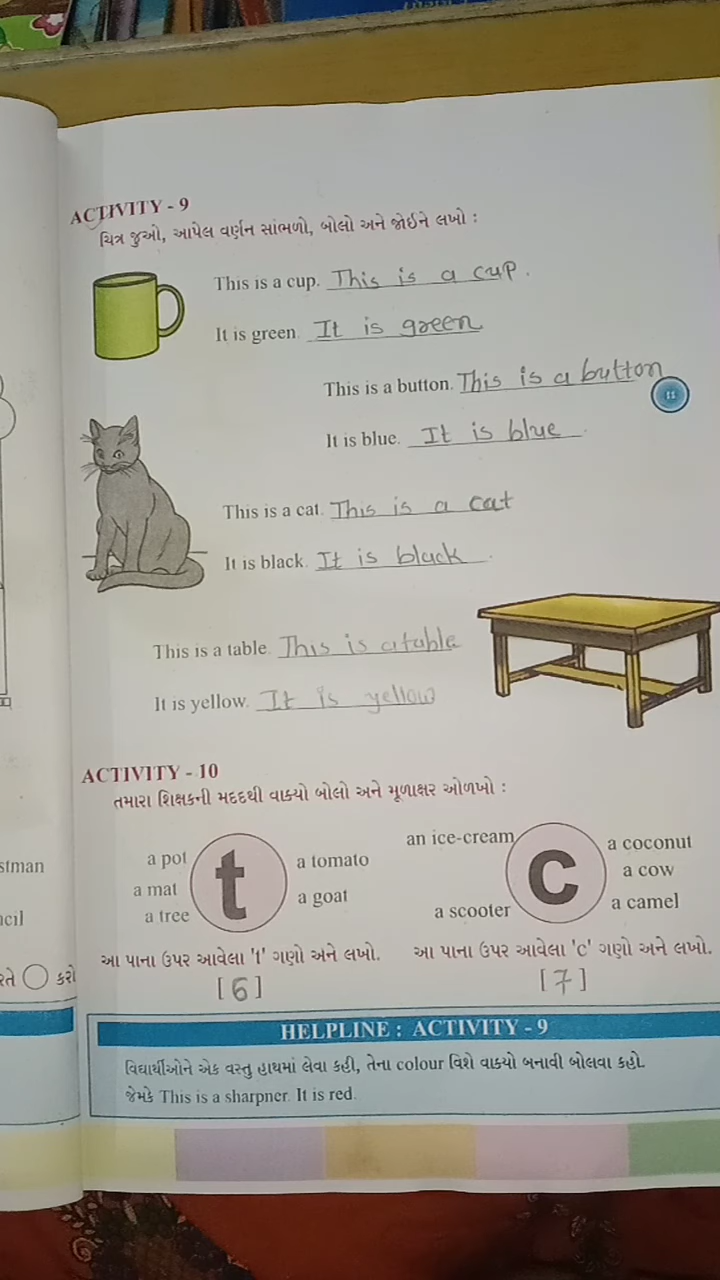 ACTIVITY - 9
ચિત્ર જુઓ, આપેલ વર્ણન સાંભળો, બોલો અને જોઈને લખો :
This is a cup. This is a cup.
It is green. It is green
This is a button. This is a button
It is blue. It is blue
This is a cat. This is a cat
It is black. It is black
This is a table. This is a table
It is yellow. It is yellow
ACTIVITY - 10
તમારા શિક્ષકની મદદથી વાક્યો બોલો અને મૂળાક્ષર ઓળખો :
a pot t a tomato an ice-cream c a coconut
a mat a goat a cow
a tree a scooter a camel
આ પાના ઉપર આવેલા 't' ગણો અને લખો. આ પાના ઉપર આવેલા 'c' ગણો અને લખો.
[6] [7]
HELPLINE : ACTIVITY - 9
વિદ્યાર્થીઓને એક વસ્તુ હાથમાં લેવા કહી, તેના colour વિશે વાક્યો બનાવી બોલવા કહો.
જેમકે This is a sharpner. It is red.
stman
કરો